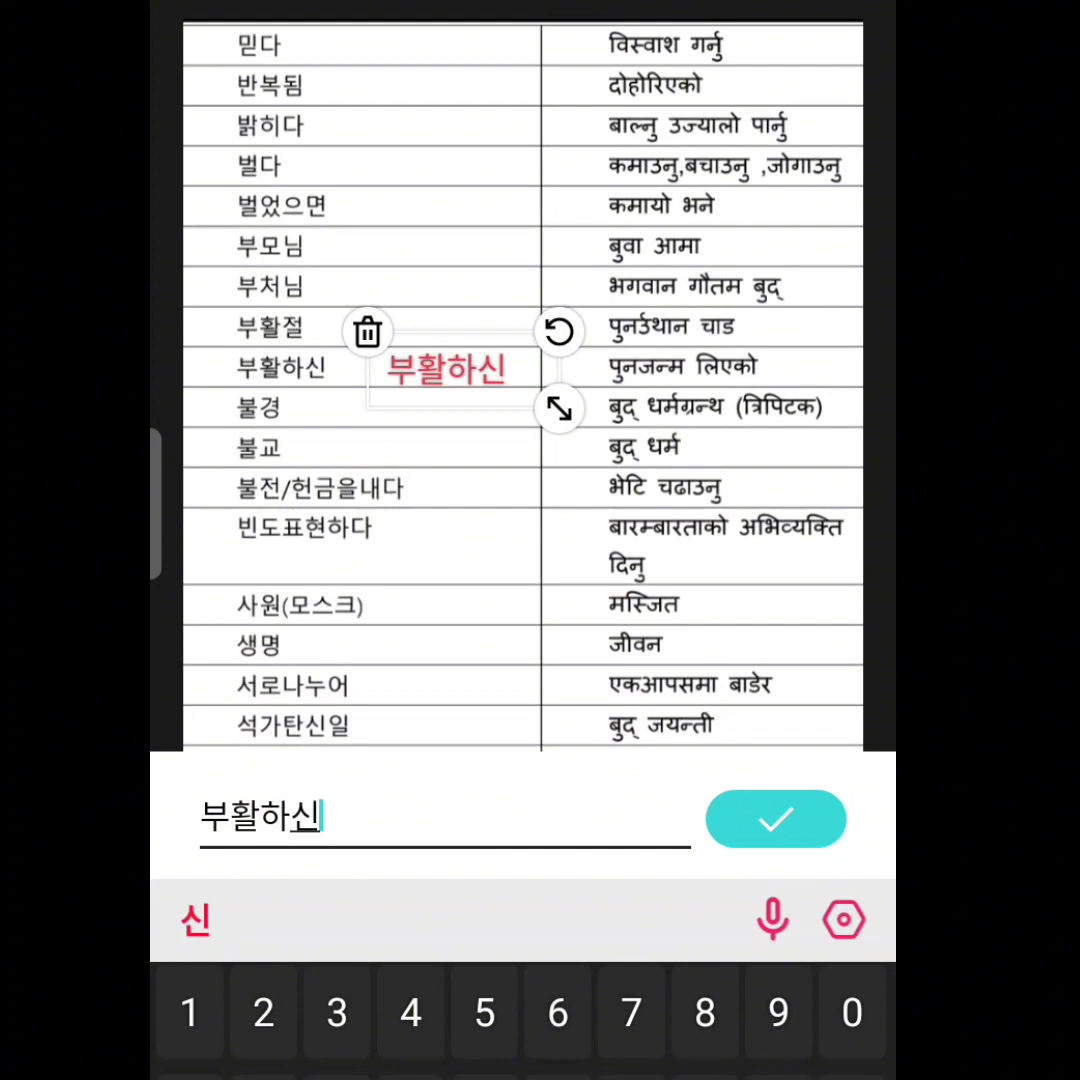 믿다 विस्वाश गर्नु
반복됨 दोहोरिएको
밝히다 बाल्नु उज्यालो पार्नु
벌다 कमाउनु,बचाउनु ,जोगाउनु
벌었으면 कमायो भने
부모님 बुवा आमा
부처님 भगवान गौतम बुद्
부활절 पुनर्उथान चाड
부활하신 부활하신 पुनजन्म लिएको
불경 बुद् धर्मग्रन्थ (त्रिपिटक)
불교 बुद् धर्म
불전/헌금을내다 भेटि चढाउनु
빈도표현하다 बारम्बारताको अभिव्यक्ति
दिनु
사원(모스크) मस्जित
생명 जीवन
서로나누어 एकआपसमा बाडेर
석가탄신일 बुद् जयन्ती
부활하신
신
1 2 3 4 5 6 7 8 9 0